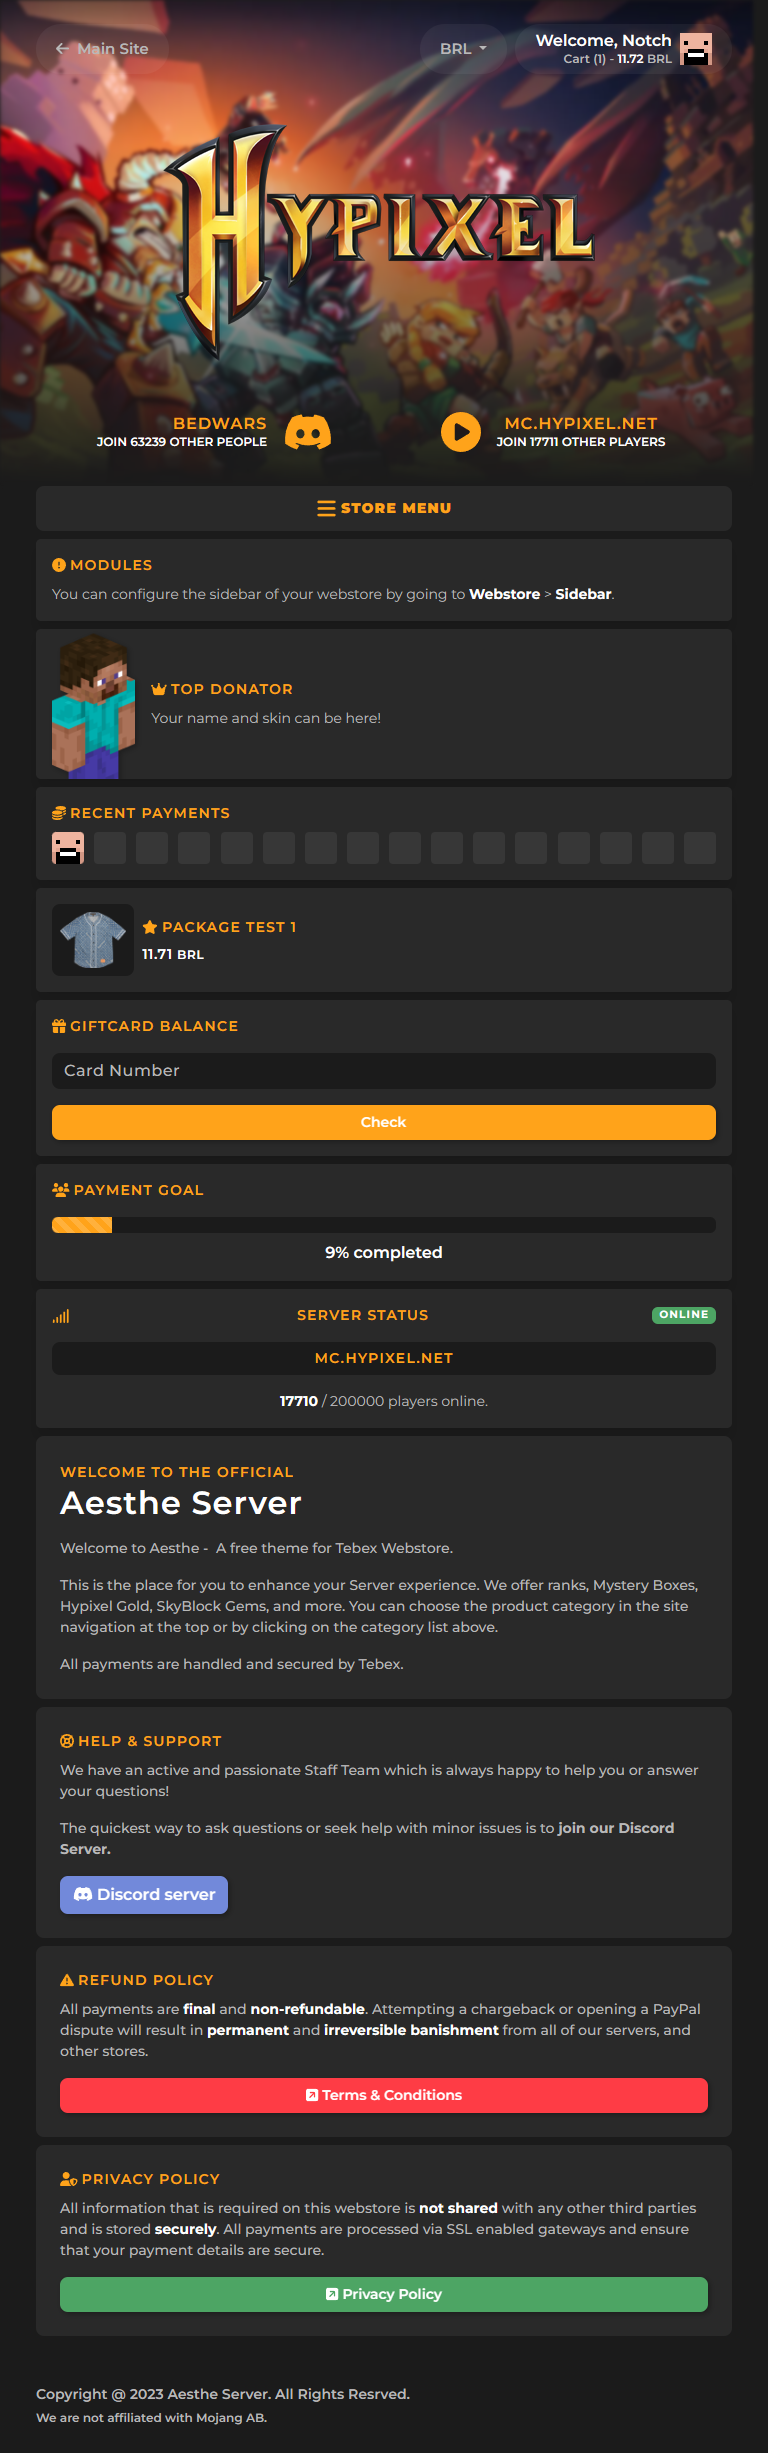 Main Site
BRL
Welcome, Notch
Cart (1) - 11.72 BRL
HYPIXEL
BEDWARS
JOIN 63239 OTHER PEOPLE
MC.HYPIXEL.NET
JOIN 17711 OTHER PLAYERS
STORE MENU
MODULES
You can configure the sidebar of your webstore by going to Webstore > Sidebar.
TOP DONATOR
Your name and skin can be here!
RECENT PAYMENTS
PACKAGE TEST 1
11.71 BRL
GIFTCARD BALANCE
Card Number
Check
PAYMENT GOAL
9% completed
SERVER STATUS
ONLINE
MC.HYPIXEL.NET
17710 / 200000 players online.
WELCOME TO THE OFFICIAL
Aesthe Server
Welcome to Aesthe - A free theme for Tebex Webstore.
This is the place for you to enhance your Server experience. We offer ranks, Mystery Boxes,
Hypixel Gold, SkyBlock Gems, and more. You can choose the product category in the site
navigation at the top or by clicking on the category list above.
All payments are handled and secured by Tebex.
HELP & SUPPORT
We have an active and passionate Staff Team which is always happy to help you or answer
your questions!
The quickest way to ask questions or seek help with minor issues is to join our Discord
Server.
Discord server
REFUND POLICY
All payments are final and non-refundable. Attempting a chargeback or opening a PayPal
dispute will result in permanent and irreversible banishment from all of our servers, and
other stores.
Terms & Conditions
PRIVACY POLICY
All information that is required on this webstore is not shared with any other third parties
and is stored securely. All payments are processed via SSL enabled gateways and ensure
that your payment details are secure.
Privacy Policy
Copyright @ 2023 Aesthe Server. All Rights Resrved.
We are not affiliated with Mojang AB.